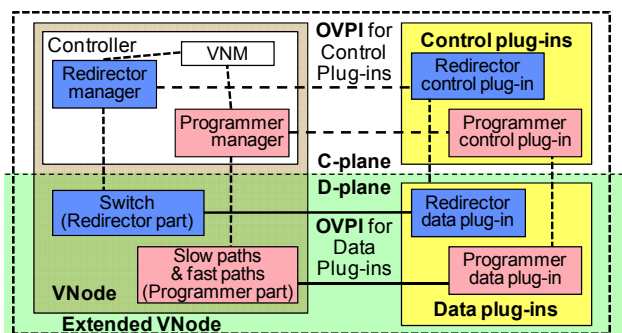 Controller
VNM
Redirector
manager
Programmer
manager
OVPI for
Control
Plug-ins
Control plug-ins
Redirector
control plug-in
Programmer
control plug-in
C-plane
D-plane
Switch
(Redirector part)
Slow paths
& fast paths
(Programmer part)
OVPI for
Data
Plug-ins
Redirector
data plug-in
Programmer
data plug-in
VNode
Data plug-ins
Extended VNode